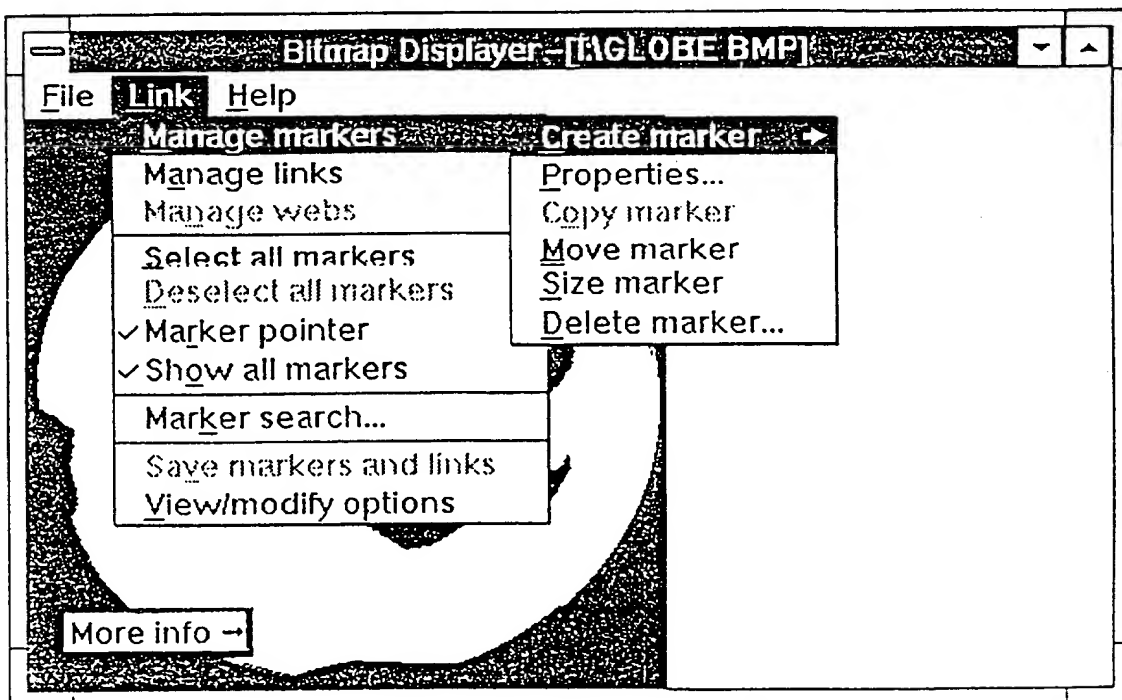 Bitmap Displayer-[I:\GLOBE BMP]
File Link Help
Manage markers
Manage links
Manage webs
Select all markers
Deselect all markers
✓ Marker pointer
✓ Show all markers
Marker search...
Save markers and links
View/modify options
Create marker →
Properties...
Copy marker
Move marker
Size marker
Delete marker...
More info →